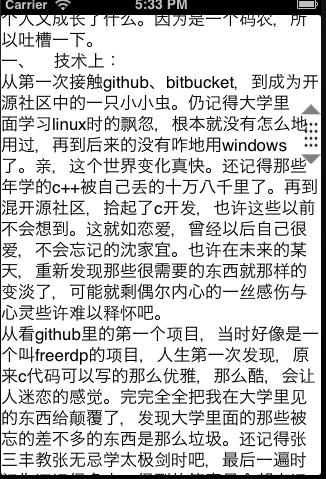 Carrier 5:33 PM
个人又成长了什么。因为是一个码农，所
以吐槽一下。
一、 技术上：
从第一次接触github、bitbucket，到成为开
源社区中的一只小小虫。仍记得大学里
面学习linux时的飘忽，根本就没有怎么地
用过，再到后来的没有咋地用windows
了。亲，这个世界变化真快。还记得那些
年学的c++被自己丢的十万八千里了。再到
混开源社区，拾起了c开发，也许这些以前
不会想到。这就如恋爱，曾经以后自己很
爱，不会忘记的沈家宜。也许在未来的某
天，重新发现那些很需要的东西就那样的
变淡了，可能就剩偶尔内心的一丝感伤与
心灵些许难以释怀吧。
从看github里的第一个项目，当时好像是一
个叫freerdp的项目，人生第一次发现，原
来c代码可以写的那么优雅，那么酷，会让
人迷恋的感觉。完完全全把我在大学里见
的东西给颠覆了，发现大学里面的那些被
忘的差不多的东西是那么垃圾。还记得张
三丰教张无忌学太极剑时吧，最后一遍时